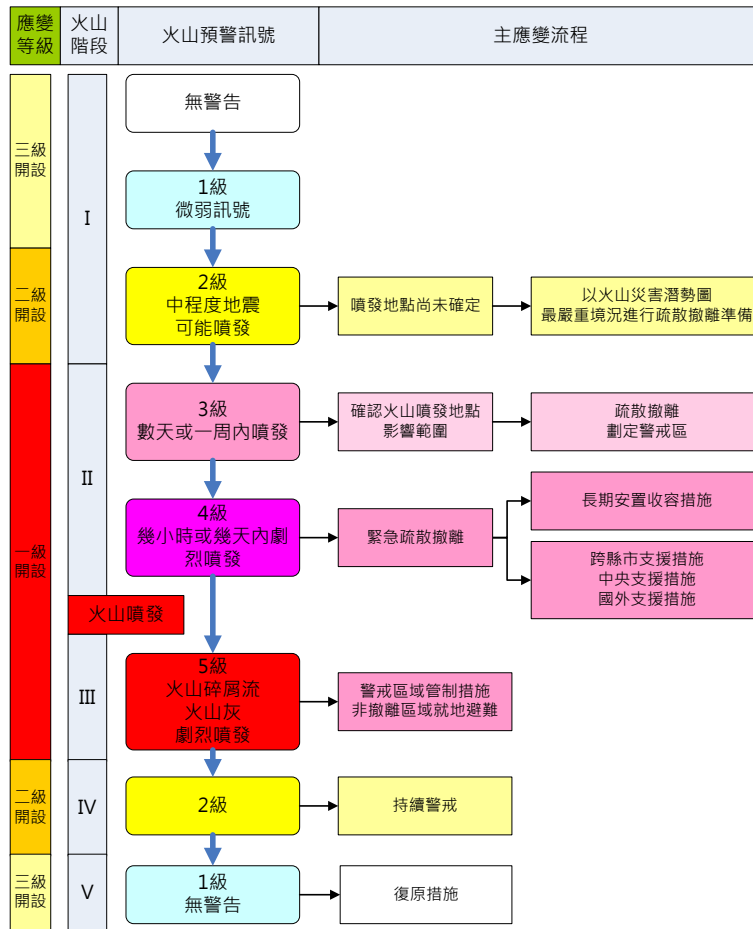 應變
等級
火山
階段
火山預警訊號
主應變流程
三級
開設
I
無警告
1級
微弱訊號
二級
開設
2級
中程度地震
可能噴發
噴發地點尚未確定
以火山災害潛勢圖
最嚴重境況進行疏散撤離準備
一級
開設
II
3級
數天或一周內噴發
確認火山噴發地點
影響範圍
疏散撤離
劃定警戒區
4級
幾小時或幾天內劇
烈噴發
緊急疏散撤離
長期安置收容措施
跨縣市支援措施
中央支援措施
國外支援措施
火山噴發
III
5級
火山碎屑流
火山灰
劇烈噴發
警戒區域管制措施
非撤離區域就地避難
二級
開設
IV
2級
持續警戒
三級
開設
V
1級
無警告
復原措施